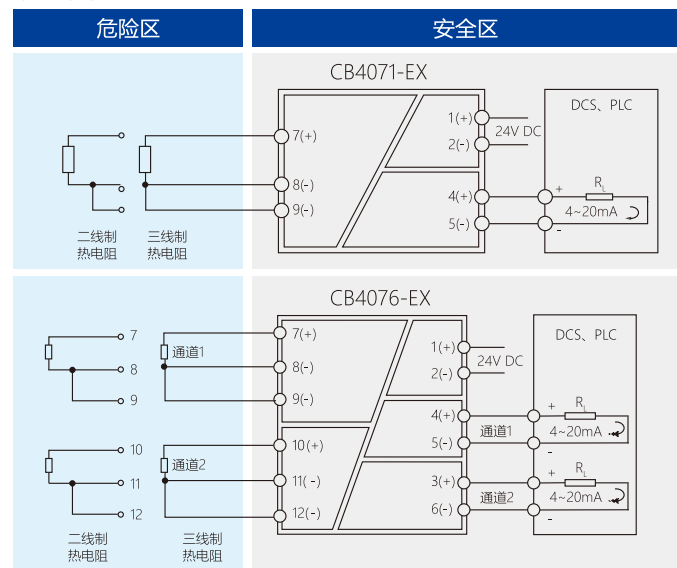 危险区
安全区
CB4071-EX
7(+)
8(-)
9(-)
1(+)
2(-)
24V DC
4(+)
5(-)
DCS、PLC
+
RL
4~20mA
-
二线制
热电阻
三线制
热电阻
CB4076-EX
7
8
9
通道1
7(+)
8(-)
9(-)
1(+)
2(-)
24V DC
4(+)
5(-)
通道1
DCS、PLC
+
RL
4~20mA
-
10
11
12
通道2
10(+)
11(-)
12(-)
3(+)
6(-)
通道2
+
RL
4~20mA
-
二线制
热电阻
三线制
热电阻